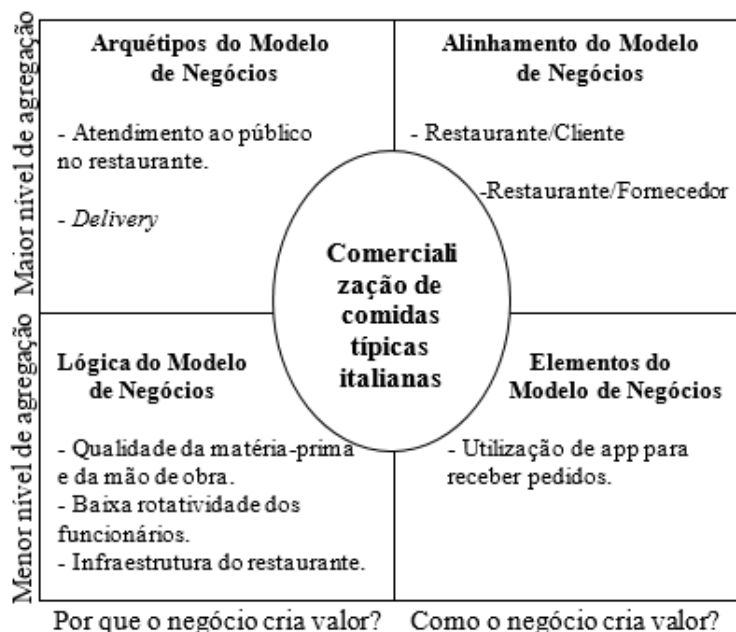 Maior nível de agregação
Arquétipos do Modelo
de Negócios
- Atendimento ao público
no restaurante.
- Delivery
Alinhamento do Modelo
de Negócios
- Restaurante/Cliente
-Restaurante/Fornecedor
Comerciali
zação de
comidas
típicas
italianas
Menor nível de agregação
Lógica do Modelo
de Negócios
- Qualidade da matéria-prima
e da mão de obra.
- Baixa rotatividade dos
funcionários.
- Infraestrutura do restaurante.
Elementos do
Modelo de Negócios
- Utilização de app para
receber pedidos.
Por que o negócio cria valor?
Como o negócio cria valor?